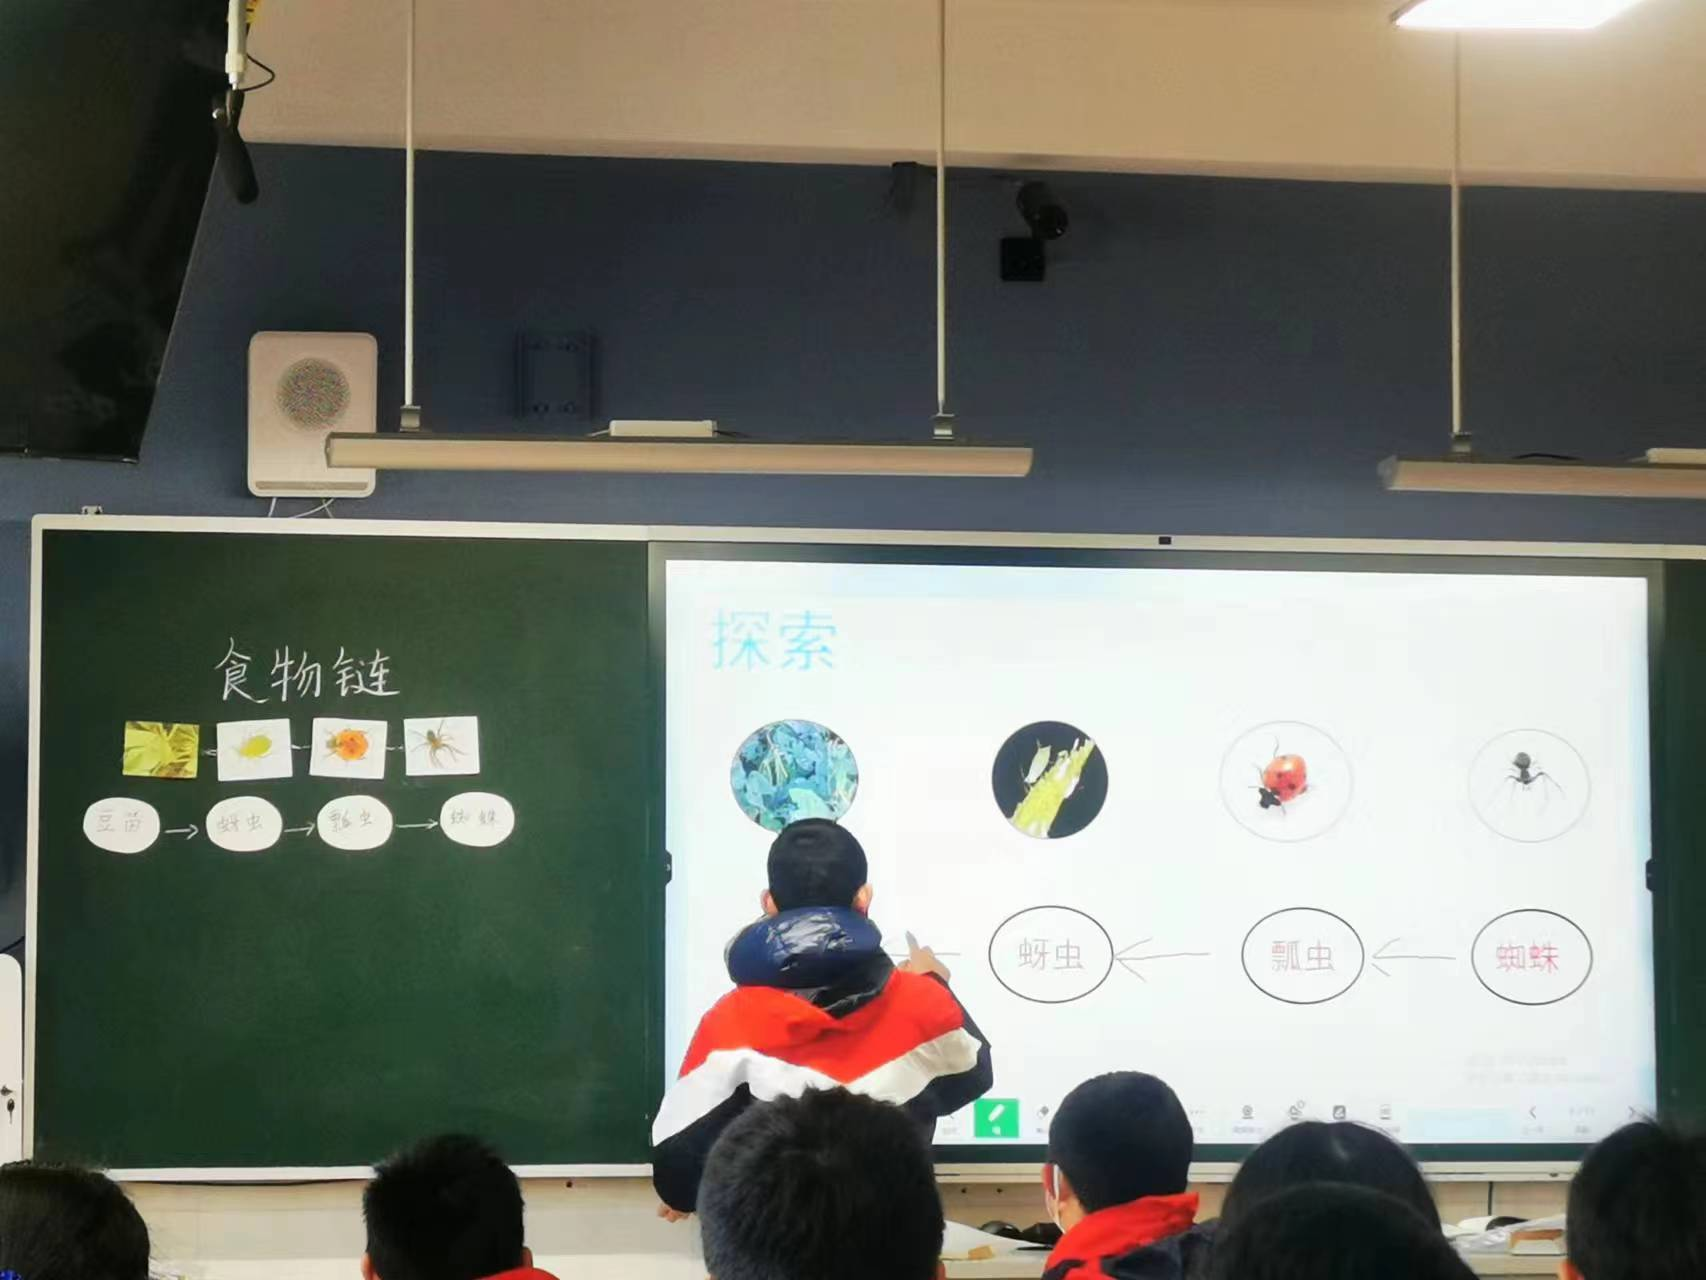 食物链
豆苗 → 蚜虫 → 瓢虫 → 蜘蛛
探索
蚜虫 ← 瓢虫 ← 蜘蛛